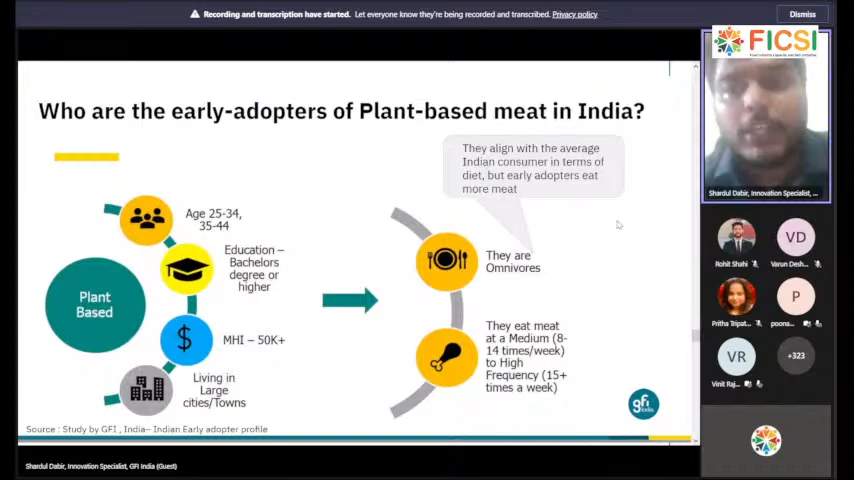 Recording and transcription have started. Let everyone know they're being recorded and transcribed. Privacy policy
Dismiss
FICSI
Who are the early-adopters of Plant-based meat in India?
They align with the average
Indian consumer in terms of
diet, but early adopters eat
more meat
Age 25-34,
35-44
Education –
Bachelors
degree or
higher
Plant
Based
$
MHI – 50K+
Living in
Large
cities/Towns
They are
Omnivores
They eat meat
at a Medium (8-
14 times/week)
to High
Frequency (15+
times a week)
gfi
India
Source : Study by GFI , India– Indian Early adopter profile
Shardul Dabir, Innovation Specialist, GFI India (Guest)
Shardul Dabir, Innovation Specialist, ...
Rohit Shahi
VD
Varun Desh...
Pritha Tripat...
P
poona...
VR
Vinit Raj...
+323